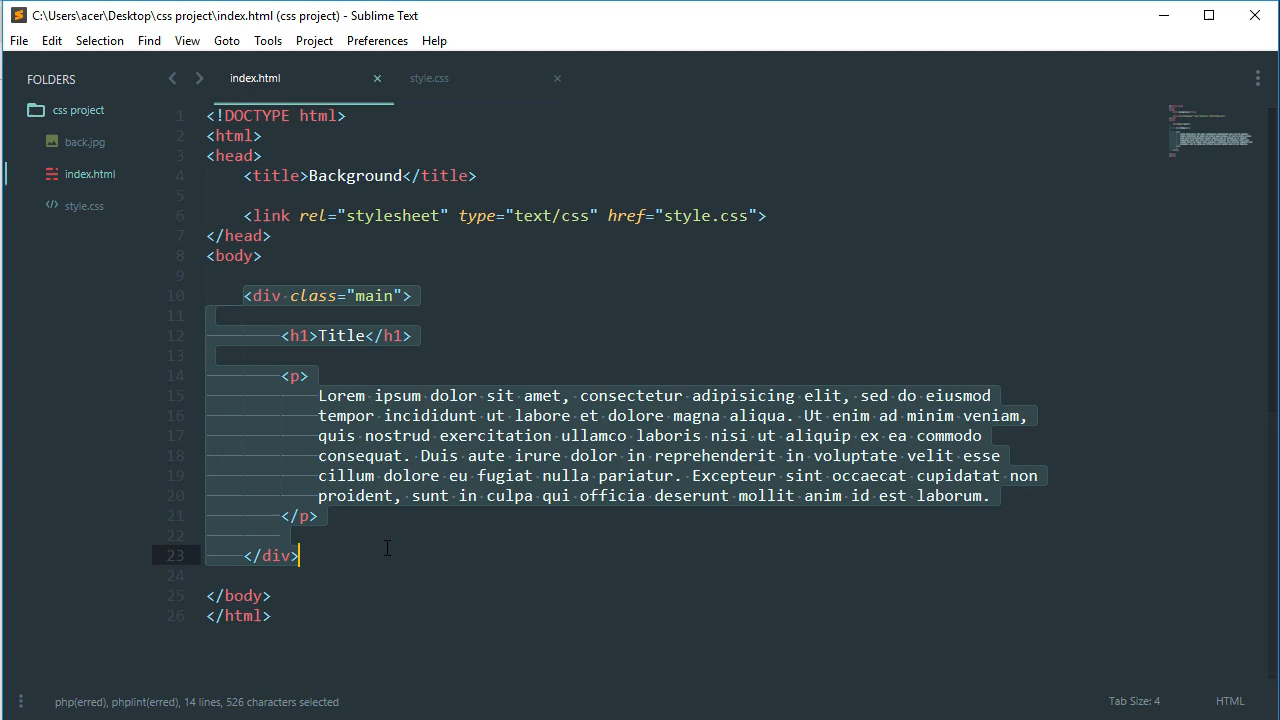 C:\Users\acer\Desktop\css project\index.html (css project) - Sublime Text
File Edit Selection Find View Goto Tools Project Preferences Help
FOLDERS
css project
back.jpg
index.html
style.css
index.html
style.css
1 <!DOCTYPE html>
2 <html>
3 <head>
4 <title>Background</title>
5
6 <link rel="stylesheet" type="text/css" href="style.css">
7 </head>
8 <body>
9
10 <div class="main">
11
12 <h1>Title</h1>
13
14 <p>
15 Lorem ipsum dolor sit amet, consectetur adipisicing elit, sed do eiusmod
16 tempor incididunt ut labore et dolore magna aliqua. Ut enim ad minim veniam,
17 quis nostrud exercitation ullamco laboris nisi ut aliquip ex ea commodo
18 consequat. Duis aute irure dolor in reprehenderit in voluptate velit esse
19 cillum dolore eu fugiat nulla pariatur. Excepteur sint occaecat cupidatat non
20 proident, sunt in culpa qui officia deserunt mollit anim id est laborum.
21 </p>
22
23 </div>
24
25 </body>
26 </html>
php(erred), phplint(erred), 14 lines, 526 characters selected
Tab Size: 4
HTML